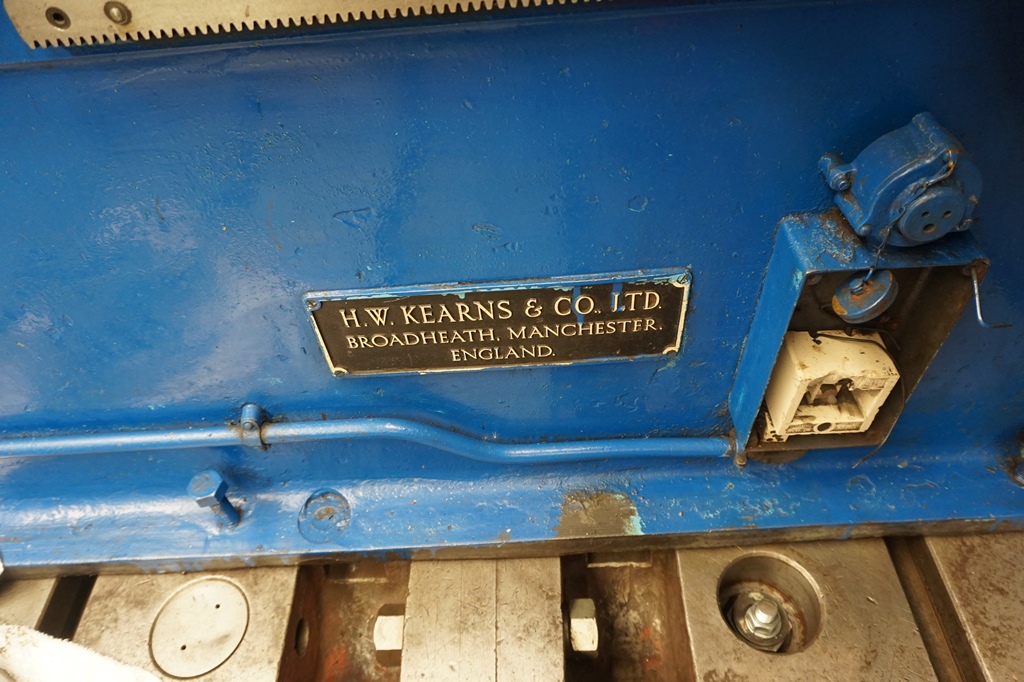 H.W. KEARNS & CO., LTD.
BROADHEATH, MANCHESTER.
ENGLAND.